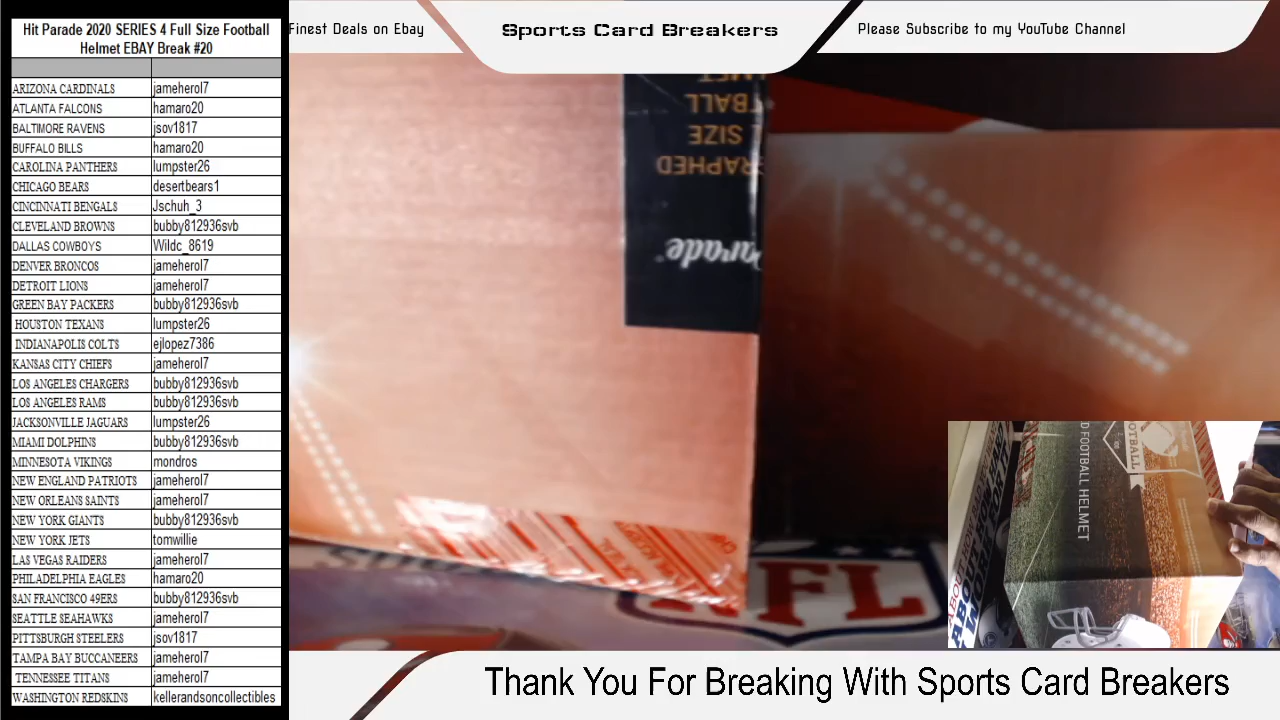 Hit Parade 2020 SERIES 4 Full Size Football
Helmet EBAY Break #20
ARIZONA CARDINALS jameherol7
ATLANTA FALCONS hamaro20
BALTIMORE RAVENS jsov1817
BUFFALO BILLS hamaro20
CAROLINA PANTHERS lumpster26
CHICAGO BEARS desertbears1
CINCINNATI BENGALS Jschuh_3
CLEVELAND BROWNS bubby812936svb
DALLAS COWBOYS Wildc_8619
DENVER BRONCOS jameherol7
DETROIT LIONS jameherol7
GREEN BAY PACKERS bubby812936svb
HOUSTON TEXANS lumpster26
INDIANAPOLIS COLTS ejlopez7386
KANSAS CITY CHIEFS jameherol7
LOS ANGELES CHARGERS bubby812936svb
LOS ANGELES RAMS bubby812936svb
JACKSONVILLE JAGUARS lumpster26
MIAMI DOLPHINS bubby812936svb
MINNESOTA VIKINGS mondros
NEW ENGLAND PATRIOTS jameherol7
NEW ORLEANS SAINTS jameherol7
NEW YORK GIANTS bubby812936svb
NEW YORK JETS tomwillie
LAS VEGAS RAIDERS jameherol7
PHILADELPHIA EAGLES hamaro20
SAN FRANCISCO 49ERS bubby812936svb
SEATTLE SEAHAWKS jameherol7
PITTSBURGH STEELERS jsov1817
TAMPA BAY BUCCANEERS jameherol7
TENNESSEE TITANS jameherol7
WASHINGTON REDSKINS kellerandsoncollectibles
Finest Deals on Ebay
Sports Card Breakers
Please Subscribe to my YouTube Channel
TBALL
SIZE
RAPHED
arade
FL
D FOOTBALL HELMET
OTBALL
Thank You For Breaking With Sports Card Breakers